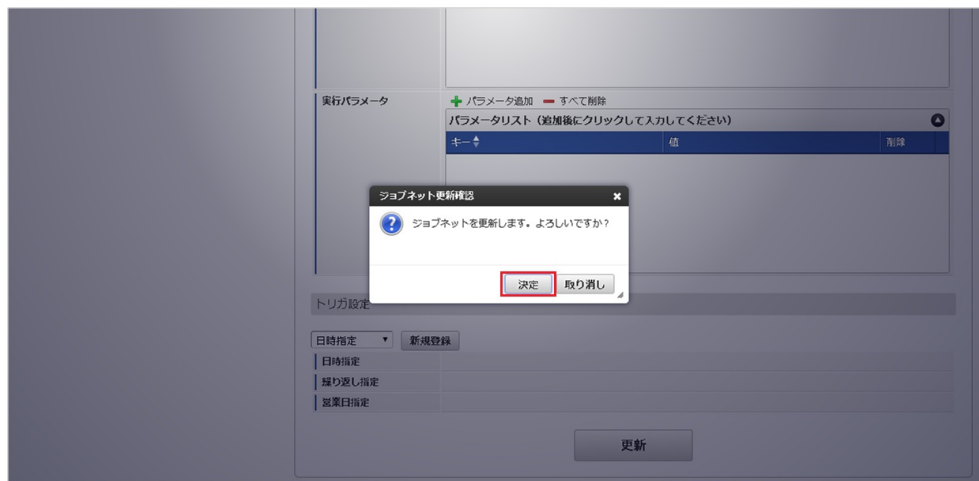 実行パラメータ
パラメータ追加 すべて削除
パラメータリスト（追加後にクリックして入力してください）
キー 値 削除
ジョブネット更新確認
ジョブネットを更新します。よろしいですか？
決定 取り消し
トリガ設定
日時指定 新規登録
日時指定
繰り返し指定
営業日指定
更新